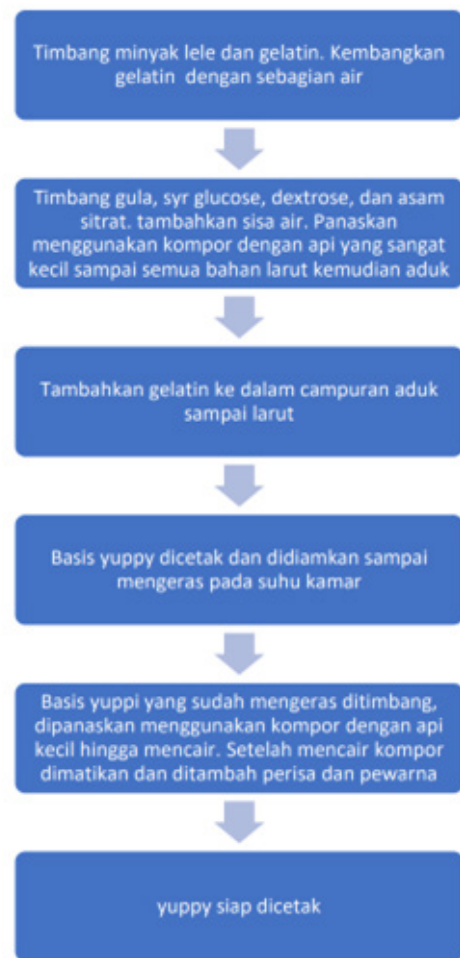 Timbang minyak lele dan gelatin. Kembangkan
gelatin dengan sebagian air
Timbang gula, syr glucose, dextrose, dan asam
sitrat. tambahkan sisa air. Panaskan
menggunakan kompor dengan api yang sangat
kecil sampai semua bahan larut kemudian aduk
Tambahkan gelatin ke dalam campuran aduk
sampai larut
Basis yuppy dicetak dan didiamkan sampai
mengeras pada suhu kamar
Basis yuppi yang sudah mengeras ditimbang,
dipanaskan menggunakan kompor dengan api
kecil hingga mencair. Setelah mencair kompor
dimatikan dan ditambah perisa dan pewarna
yuppy siap dicetak